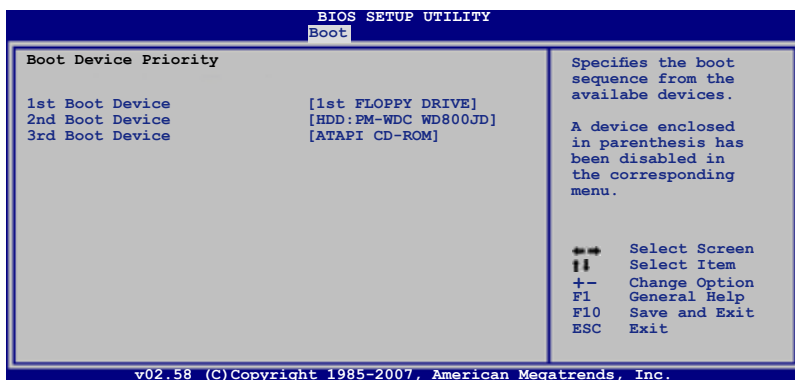 BIOS SETUP UTILITY
Boot
Boot Device Priority
1st Boot Device [1st FLOPPY DRIVE]
2nd Boot Device [HDD:PM-WDC WD800JD]
3rd Boot Device [ATAPI CD-ROM]
Specifies the boot
sequence from the
availabe devices.
A device enclosed
in parenthesis has
been disabled in
the corresponding
menu.
←→ Select Screen
↑↓ Select Item
+- Change Option
F1 General Help
F10 Save and Exit
ESC Exit
v02.58 (C)Copyright 1985-2007, American Megatrends, Inc.